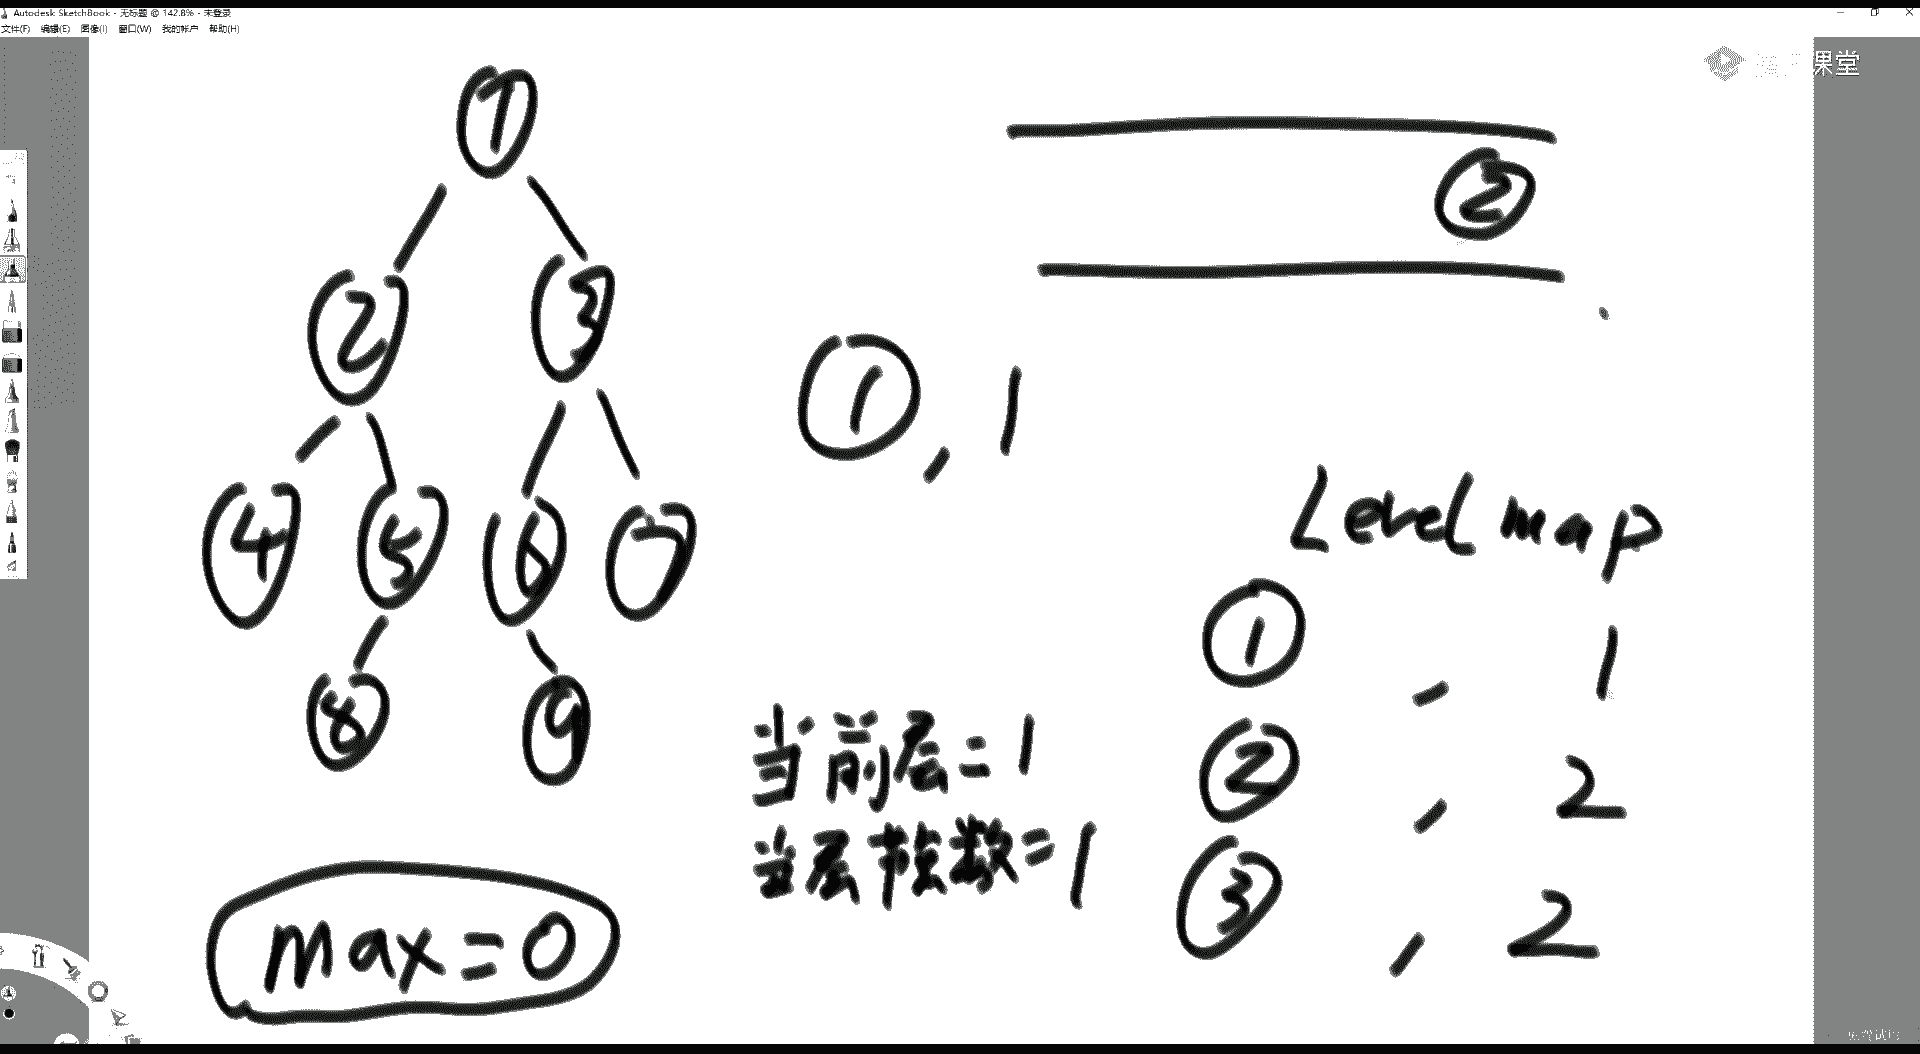 Autodesk SketchBook - 无标题 @ 142.8% - 未登录
文件(F) 编辑(E) 图像(I) 窗口(W) 我的帐户 帮助(H)
课堂
1
2
2 3
1, 1
4 5 6 7
level map
8 9
1, 1
当前层=1
2, 2
当层节点数=1
3, 2
max=0